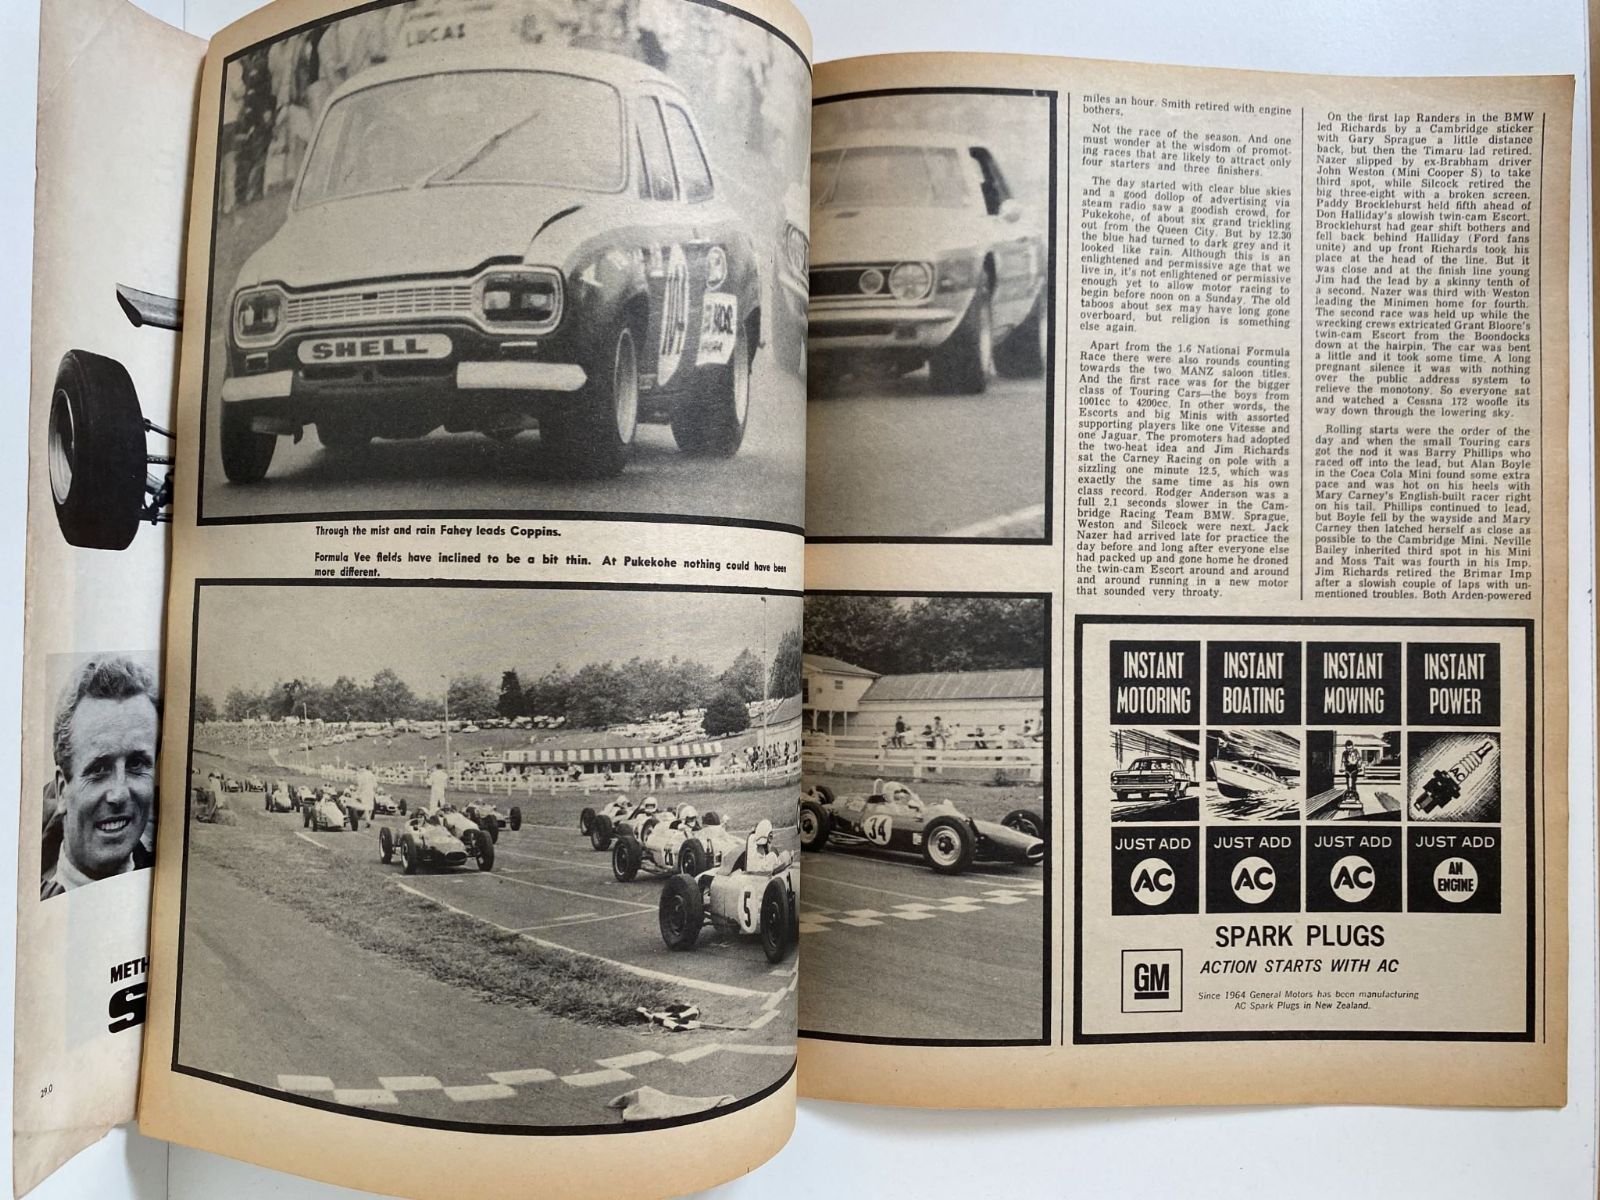 LUCAS
SHELL
Through the mist and rain Fahey leads Coppins.
Formula Vee fields have inclined to be a bit thin. At Pukekohe nothing could have been
more different.
5
34
METH
S
29.0
miles an hour. Smith retired with engine
bothers.
Not the race of the season. And one
must wonder at the wisdom of promot-
ing races that are likely to attract only
four starters and three finishers.
The day started with clear blue skies
and a good dollop of advertising via
steam radio saw a goodish crowd, for
Pukekohe, of about six grand trickling
out from the Queen City. But by 12.30
the blue had turned to dark grey and it
looked like rain. Although this is an
enlightened and permissive age that we
live in, it's not enlightened or permissive
enough yet to allow motor racing to
begin before noon on a Sunday. The old
taboos about sex may have long gone
overboard, but religion is something
else again.
Apart from the 1.6 National Formula
Race there were also rounds counting
towards the two MANZ saloon titles.
And the first race was for the bigger
class of Touring Cars—the boys from
1001cc to 4200cc. In other words, the
Escorts and big Minis with assorted
supporting players like one Vitesse and
one Jaguar. The promoters had adopted
the two-heat idea and Jim Richards
sat the Carney Racing on pole with a
sizzling one minute 12.5, which was
exactly the same time as his own
class record. Rodger Anderson was a
full 2.1 seconds slower in the Cam-
bridge Racing Team BMW. Sprague,
Weston and Silcock were next. Jack
Nazer had arrived late for practice the
day before and long after everyone else
had packed up and gone home he droned
the twin-cam Escort around and around
and around running in a new motor
that sounded very throaty.
On the first lap Randers in the BMW
led Richards by a Cambridge sticker
with Gary Sprague a little distance
back, but then the Timaru lad retired.
Nazer slipped by ex-Brabham driver
John Weston (Mini Cooper S) to take
third spot, while Silcock retired the
big three-eight with a broken screen.
Paddy Brocklehurst held fifth ahead of
Don Halliday's slowish twin-cam Escort.
Brocklehurst had gear shift bothers and
fell back behind Halliday (Ford fans
unite) and up front Richards took his
place at the head of the line. But it
was close and at the finish line young
Jim had the lead by a skinny tenth of
a second. Nazer was third with Weston
leading the Minimen home for fourth.
The second race was held up while the
wrecking crews extricated Grant Bloore's
twin-cam Escort from the Boondocks
down at the hairpin. The car was bent
a little and it took some time. A long
pregnant silence it was with nothing
over the public address system to
relieve the monotony. So everyone sat
and watched a Cessna 172 woofle its
way down through the lowering sky.
Rolling starts were the order of the
day and when the small Touring cars
got the nod it was Barry Phillips who
raced off into the lead, but Alan Boyle
in the Coca Cola Mini found some extra
pace and was hot on his heels with
Mary Carney's English-built racer right
on his tail. Phillips continued to lead,
but Boyle fell by the wayside and Mary
Carney then latched herself as close as
possible to the Cambridge Mini. Neville
Bailey inherited third spot in his Mini
and Moss Tait was fourth in his Imp.
Jim Richards retired the Brimar Imp
after a slowish couple of laps with un-
mentioned troubles. Both Arden-powered
INSTANT MOTORING
INSTANT BOATING
INSTANT MOWING
INSTANT POWER
JUST ADD AC
JUST ADD AC
JUST ADD AC
JUST ADD AN ENGINE
SPARK PLUGS
GM
ACTION STARTS WITH AC
Since 1964 General Motors has been manufacturing
AC Spark Plugs in New Zealand.